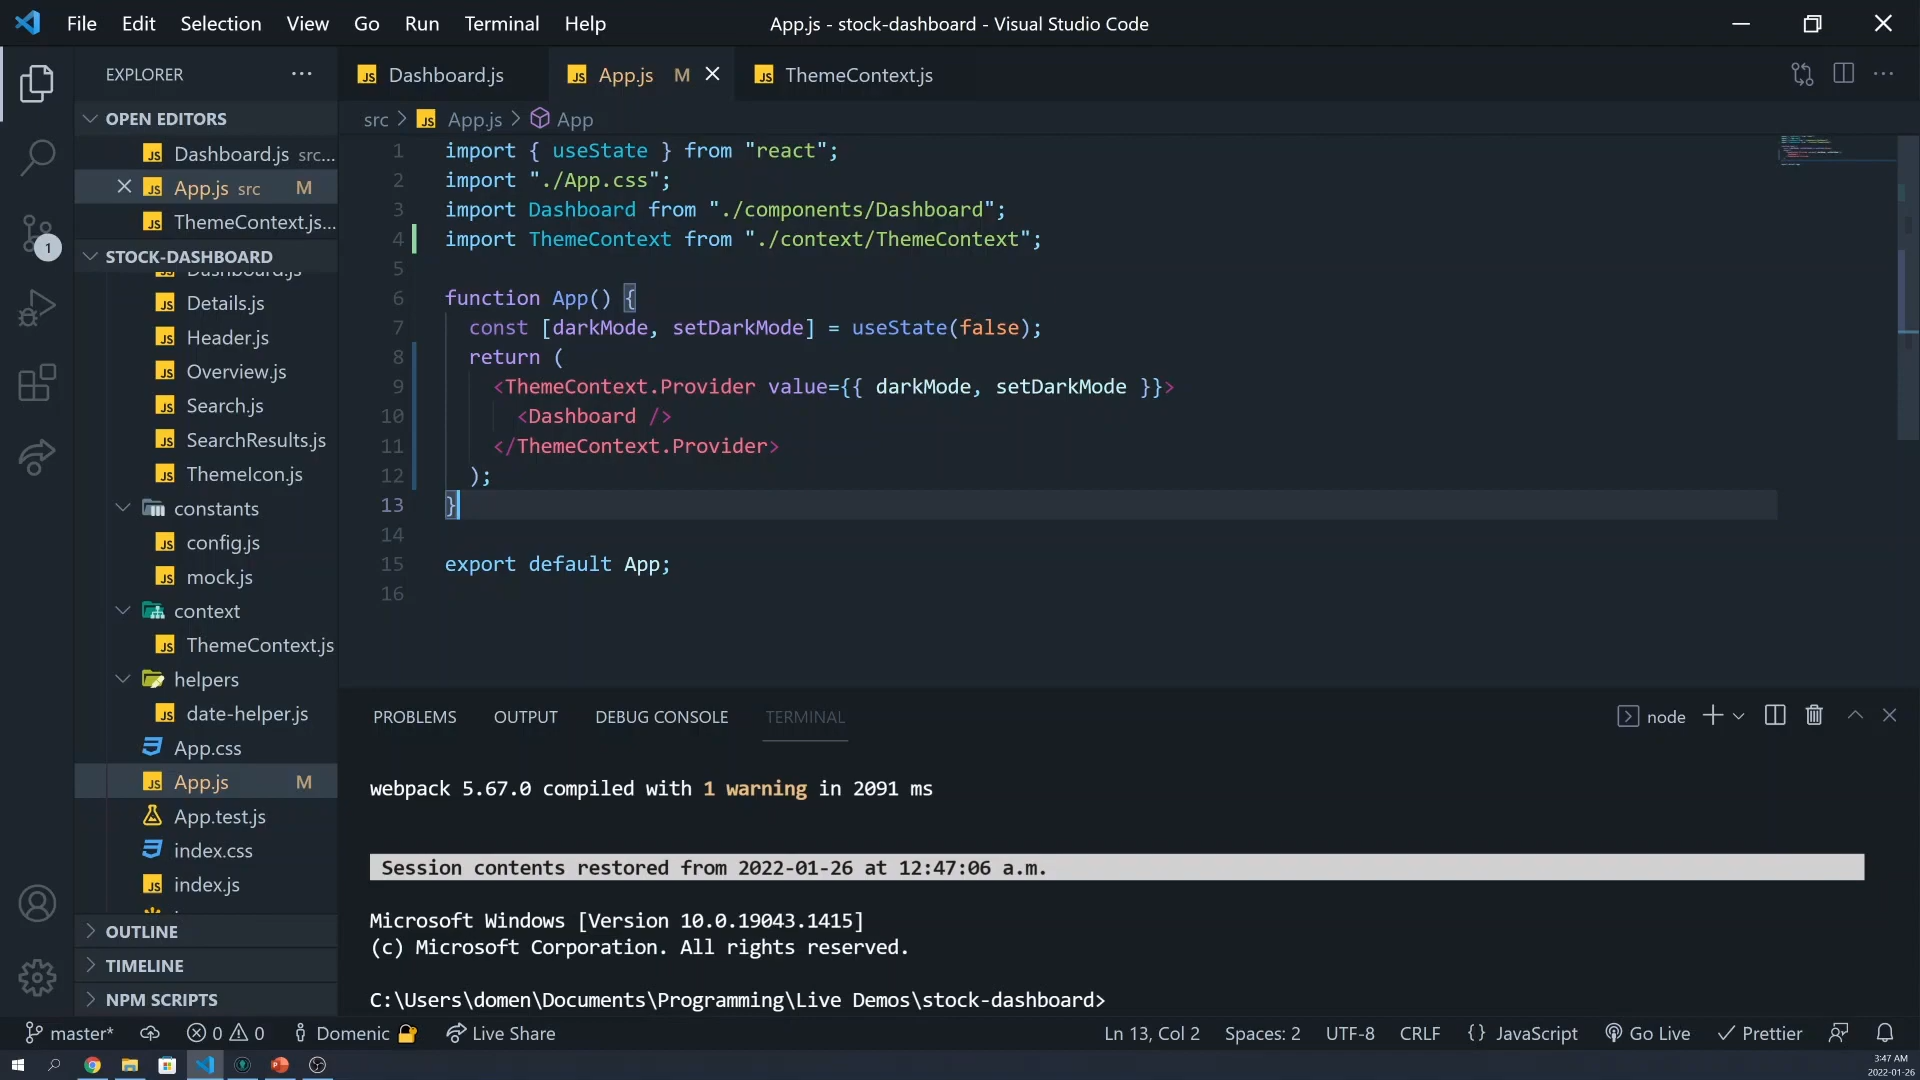 File Edit Selection View Go Run Terminal Help
App.js - stock-dashboard - Visual Studio Code
EXPLORER
OPEN EDITORS
Dashboard.js src...
App.js src M
ThemeContext.js...
1
STOCK-DASHBOARD
Dashboard.js
Details.js
Header.js
Overview.js
Search.js
SearchResults.js
ThemeIcon.js
constants
config.js
mock.js
context
ThemeContext.js
helpers
date-helper.js
App.css
App.js M
App.test.js
index.css
index.js
OUTLINE
TIMELINE
NPM SCRIPTS
Dashboard.js App.js M ThemeContext.js
src App.js App
1 import { useState } from "react";
2 import "./App.css";
3 import Dashboard from "./components/Dashboard";
4 import ThemeContext from "./context/ThemeContext";
5
6 function App() {
7 const [darkMode, setDarkMode] = useState(false);
8 return (
9 <ThemeContext.Provider value={{ darkMode, setDarkMode }}>
10 <Dashboard />
11 </ThemeContext.Provider>
12 );
13 }
14
15 export default App;
16
PROBLEMS OUTPUT DEBUG CONSOLE TERMINAL
node
webpack 5.67.0 compiled with 1 warning in 2091 ms
Session contents restored from 2022-01-26 at 12:47:06 a.m.
Microsoft Windows [Version 10.0.19043.1415]
(c) Microsoft Corporation. All rights reserved.
C:\Users\domen\Documents\Programming\Live Demos\stock-dashboard>
master* 0 0 Domenic Live Share
Ln 13, Col 2 Spaces: 2 UTF-8 CRLF {} JavaScript Go Live Prettier
3:47 AM
2022-01-26